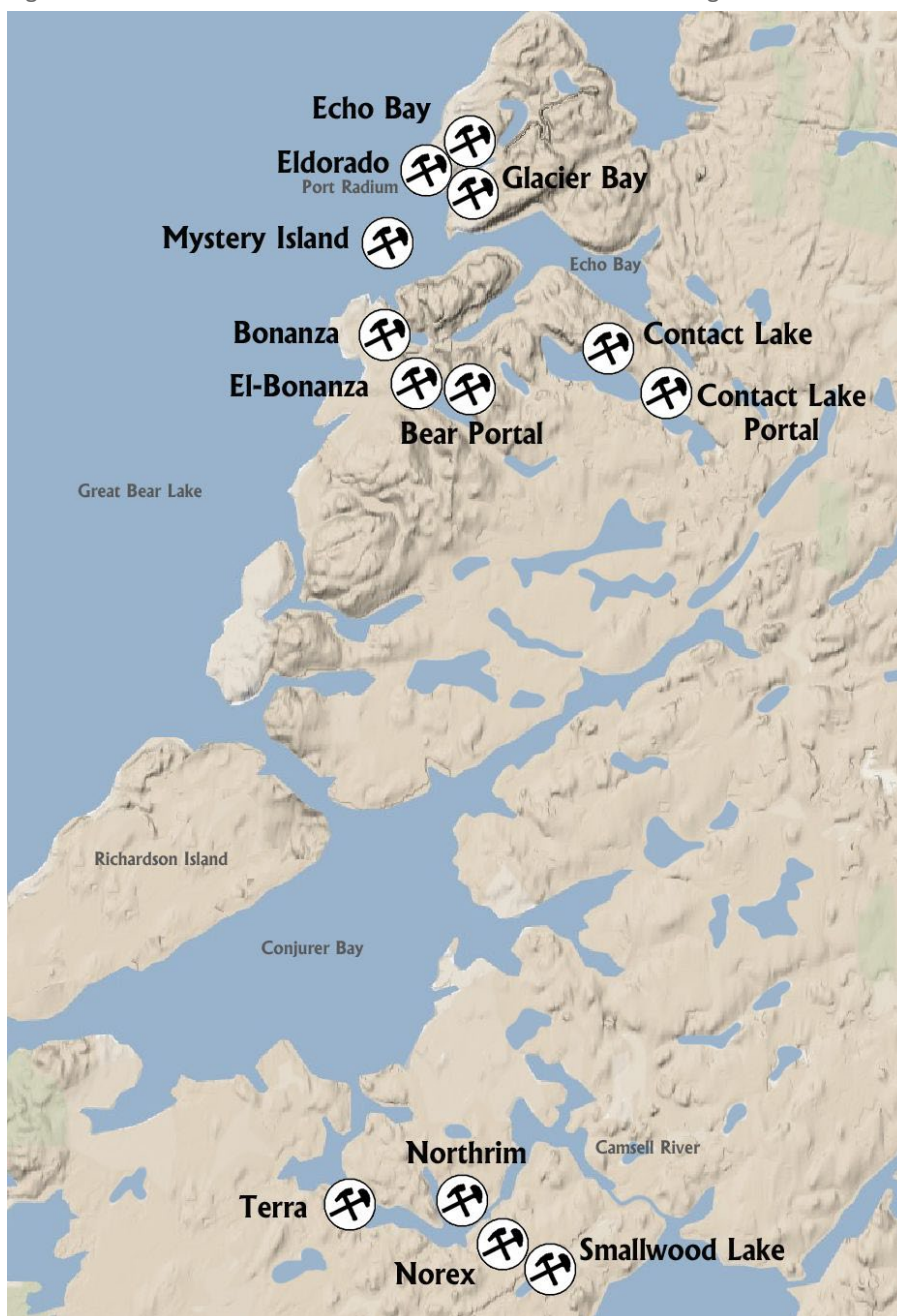 Echo Bay
Eldorado
Port Radium
Glacier Bay
Mystery Island
Echo Bay
Bonanza
Contact Lake
El-Bonanza
Contact Lake
Portal
Bear Portal
Great Bear Lake
Richardson Island
Conjurer Bay
Camsell River
Northrim
Terra
Smallwood Lake
Norex